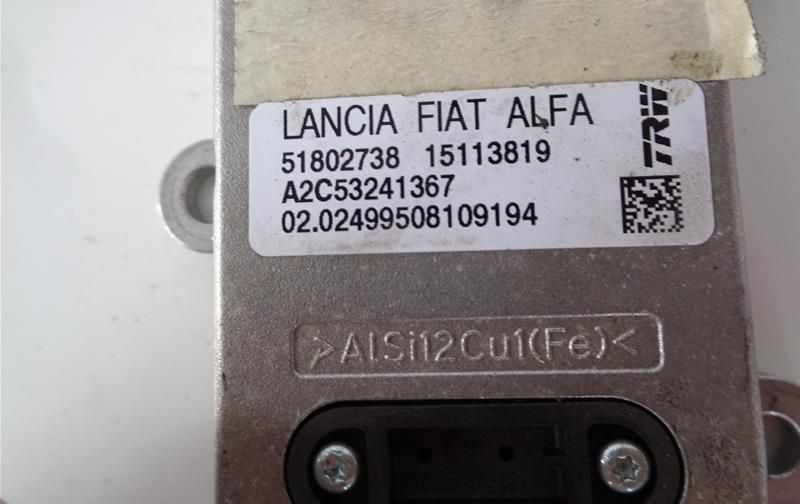 LANCIA FIAT ALFA
TRW
51802738 15113819
A2C53241367
02.02499508109194
>AlSi12Cu1(Fe)<